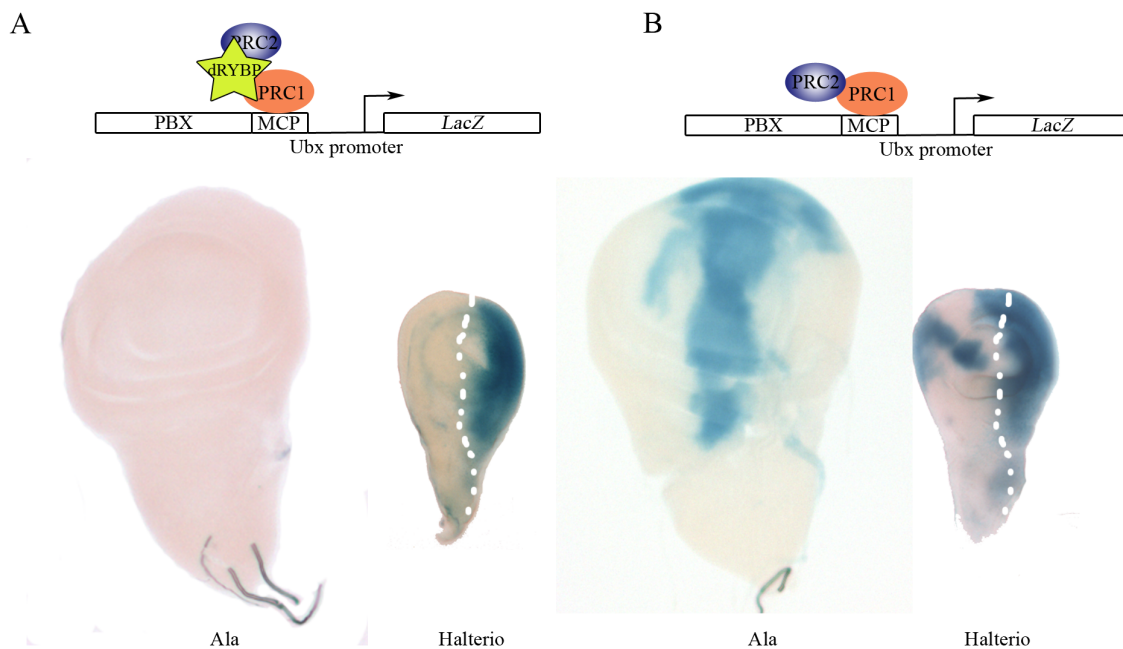 A
PRC2
dRYBP
PRC1
PBX
MCP
LacZ
Ubx promoter
Ala
Halterio
B
PRC2
PRC1
PBX
MCP
LacZ
Ubx promoter
Ala
Halterio